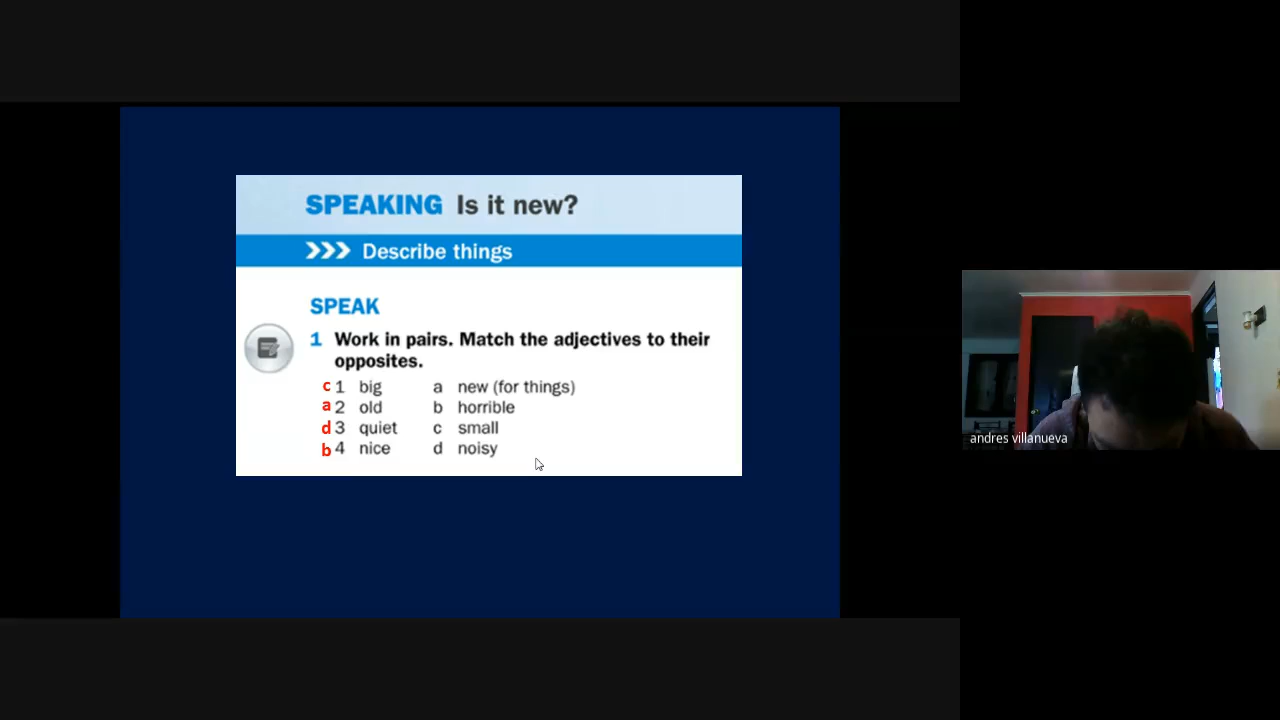 SPEAKING Is it new?
>>> Describe things
SPEAK
1 Work in pairs. Match the adjectives to their
opposites.
c 1 big a new (for things)
a 2 old b horrible
d 3 quiet c small
b 4 nice d noisy
andres villanueva